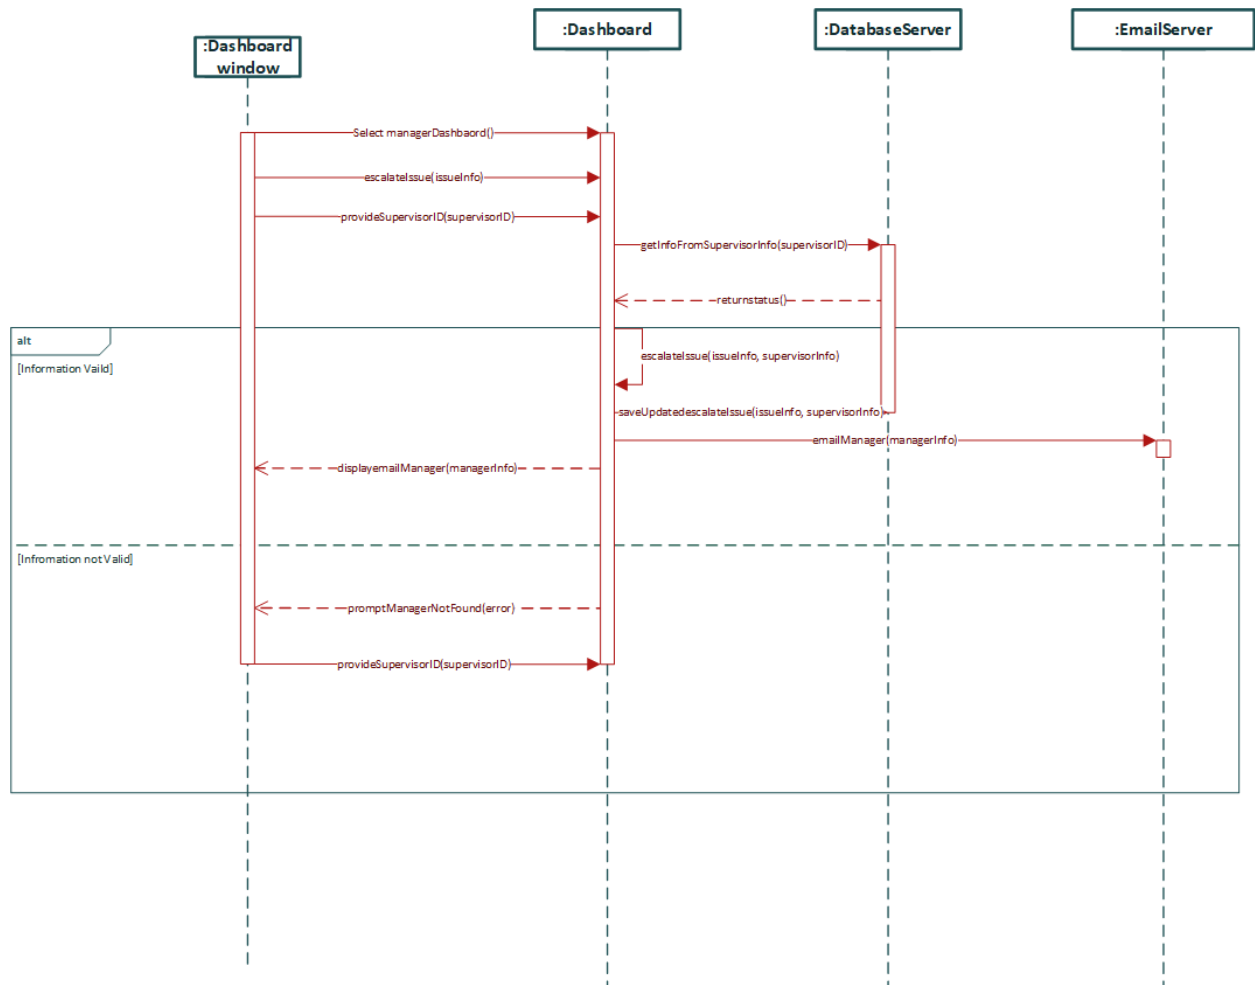 :Dashboard
window
:Dashboard
:DatabaseServer
:EmailServer
Select managerDashbaord()
escalateIssue(issueInfo)
provideSupervisorID(supervisorID)
getInfoFromSupervisorInfo(supervisorID)
returnstatus()
alt
[Information Vaild]
escalateIssue(issueInfo, supervisorInfo)
saveUpdatedescalateIssue(issueInfo, supervisorInfo)
emailManager(managerInfo)
displayemailManager(managerInfo)
[Infromation not Valid]
promptManagerNotFound(error)
provideSupervisorID(supervisorID)